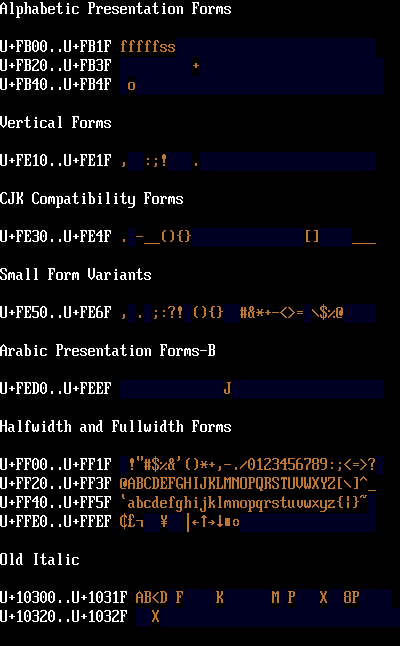 Alphabetic Presentation Forms
U+FB00..U+FB1F fffffss
U+FB20..U+FB3F          +
U+FB40..U+FB4F  o
Vertical Forms
U+FE10..U+FE1F ,  :;!   .
CJK Compatibility Forms
U+FE30..U+FE4F . -__(){}              []    ___
Small Form Variants
U+FE50..U+FE6F , . ;:?! (){}  #&*+-<>= \$%@
Arabic Presentation Forms-B
U+FED0..U+FEEF              J
Halfwidth and Fullwidth Forms
U+FF00..U+FF1F  !"#$%&'()*+,-./0123456789:;<=>?
U+FF20..U+FF3F @ABCDEFGHIJKLMNOPQRSTUVWXYZ[\]^_
U+FF40..U+FF5F `abcdefghijklmnopqrstuvwxyz{|}~
U+FFE0..U+FFEF ¢£¬  ¥  │←↑→↓■o
Old Italic
U+10300..U+1031F AB<D F    K      M P   X  8P
U+10320..U+1032F   X